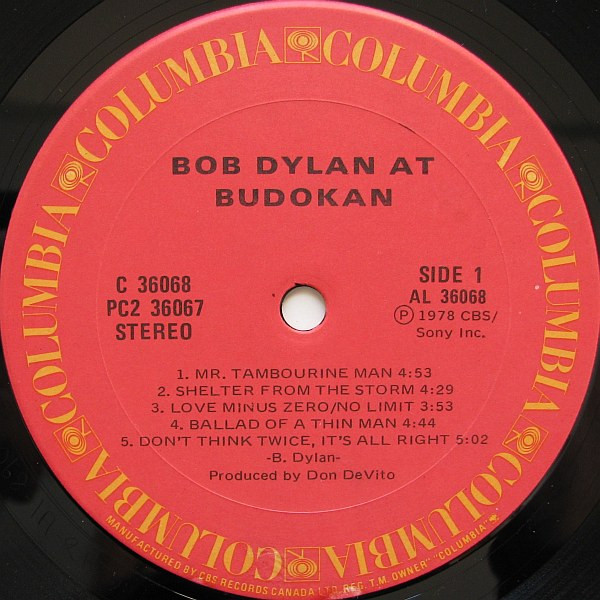 COLUMBIA COLUMBIA COLUMBIA COLUMBIA COLUMBIA COLUMBIA COLUMBIA COLUMBIA
BOB DYLAN AT
BUDOKAN
C 36068
PC2 36067
STEREO
SIDE 1
AL 36068
Ⓟ 1978 CBS/
Sony Inc.
1. MR. TAMBOURINE MAN 4:53
2. SHELTER FROM THE STORM 4:29
3. LOVE MINUS ZERO/NO LIMIT 3:53
4. BALLAD OF A THIN MAN 4:44
5. DON'T THINK TWICE, IT'S ALL RIGHT 5:02
-B. Dylan-
Produced by Don DeVito
MANUFACTURED BY CBS RECORDS CANADA LTD. REG. T.M. OWNER "COLUMBIA"